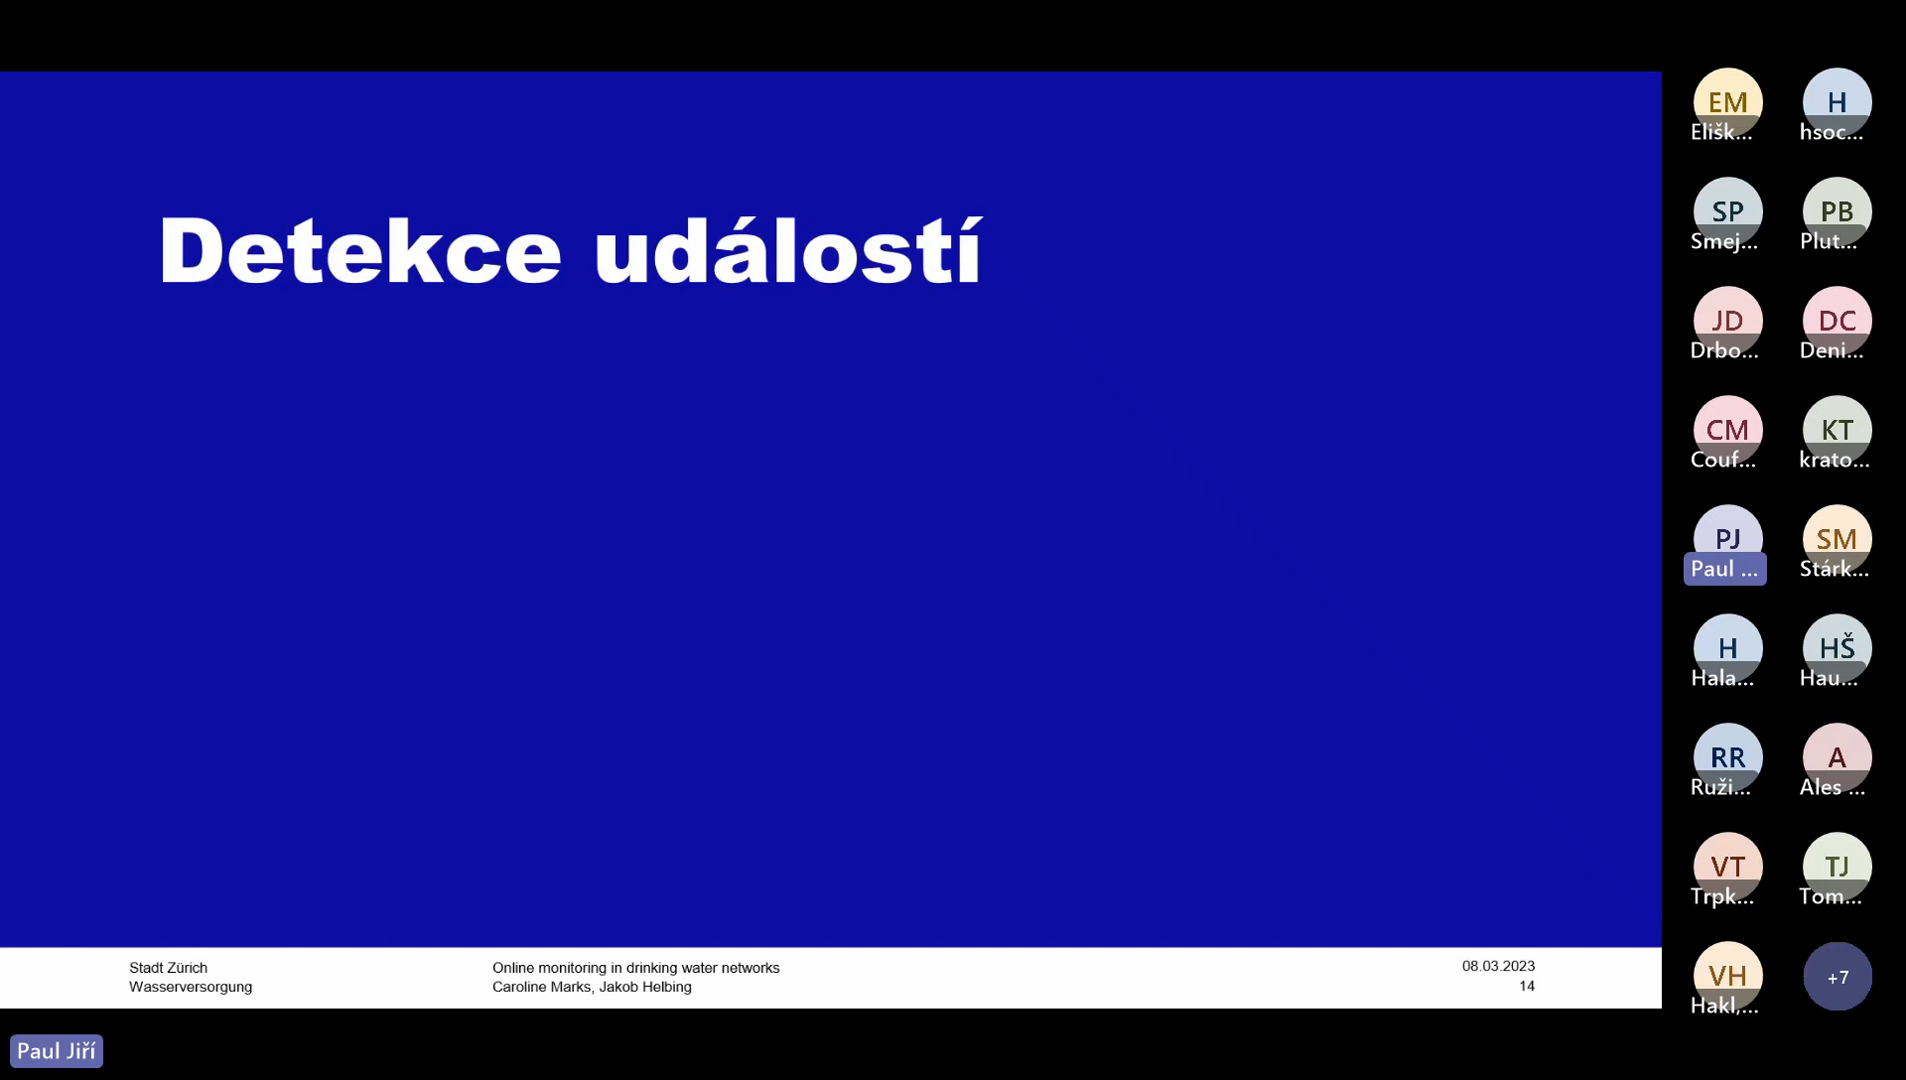 Detekce událostí
Stadt Zürich
Wasserversorgung
Online monitoring in drinking water networks
Caroline Marks, Jakob Helbing
08.03.2023
14
EM
Elišk...
H
hsoc...
SP
Smej...
PB
Plut...
JD
Drbo...
DC
Deni...
CM
Couf...
KT
krato...
PJ
Paul ...
SM
Stárk...
H
Hala...
HŠ
Hau...
RR
Ruži...
A
Ales ...
VT
Trpk...
TJ
Tom...
VH
Hakl,...
+7
Paul Jiří